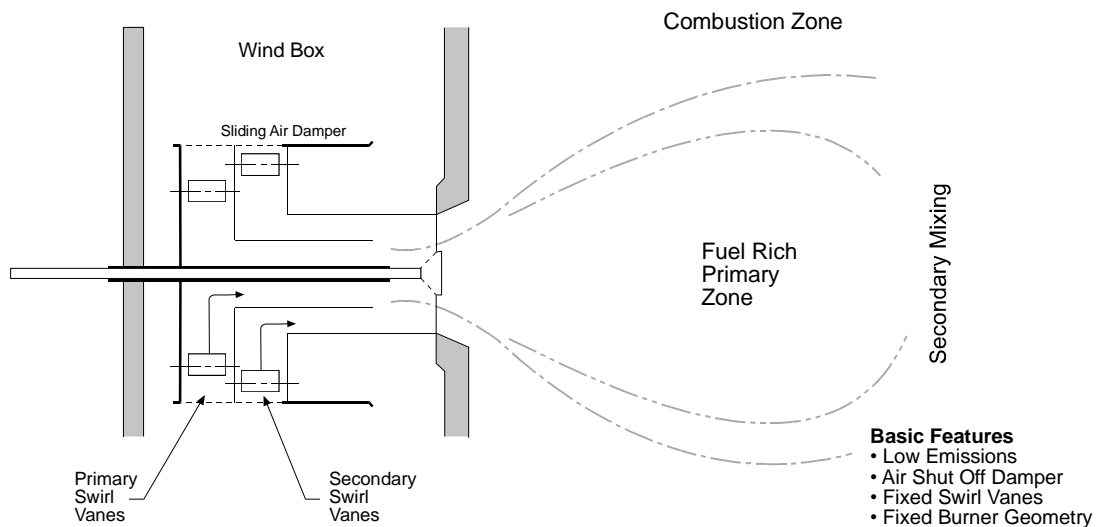 Combustion Zone
Wind Box
Sliding Air Damper
Fuel Rich
Primary
Zone
Secondary Mixing
Primary
Swirl
Vanes
Secondary
Swirl
Vanes
Basic Features
• Low Emissions
• Air Shut Off Damper
• Fixed Swirl Vanes
• Fixed Burner Geometry